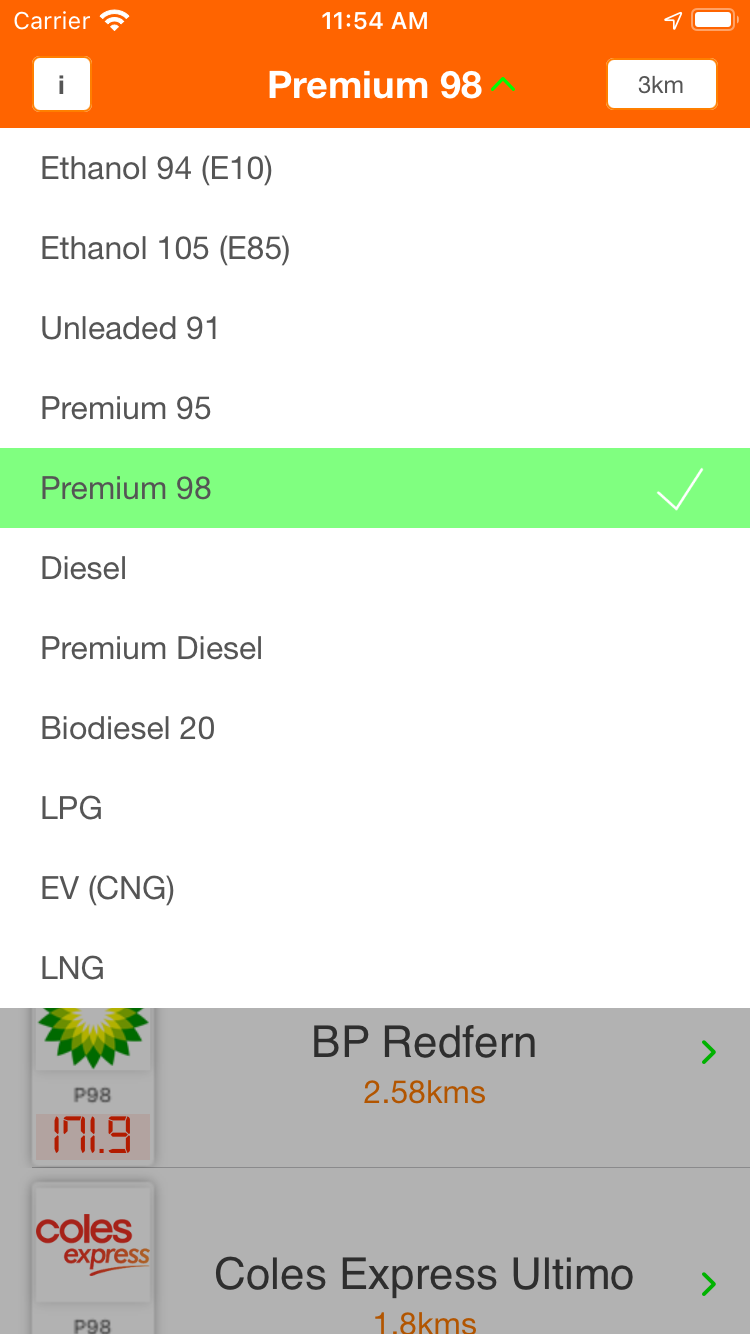 Carrier 11:54 AM
i Premium 98 3km
Ethanol 94 (E10)
Ethanol 105 (E85)
Unleaded 91
Premium 95
Premium 98
Diesel
Premium Diesel
Biodiesel 20
LPG
EV (CNG)
LNG
BP Redfern
2.58kms
P98
171.9
coles
express
Coles Express Ultimo
1.8kms
P98